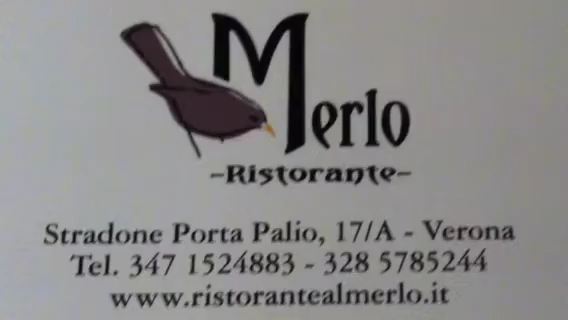 Merlo
-Ristorante-
Stradone Porta Palio, 17/A - Verona
Tel. 347 1524883 - 328 5785244
www.ristorantealmerlo.it